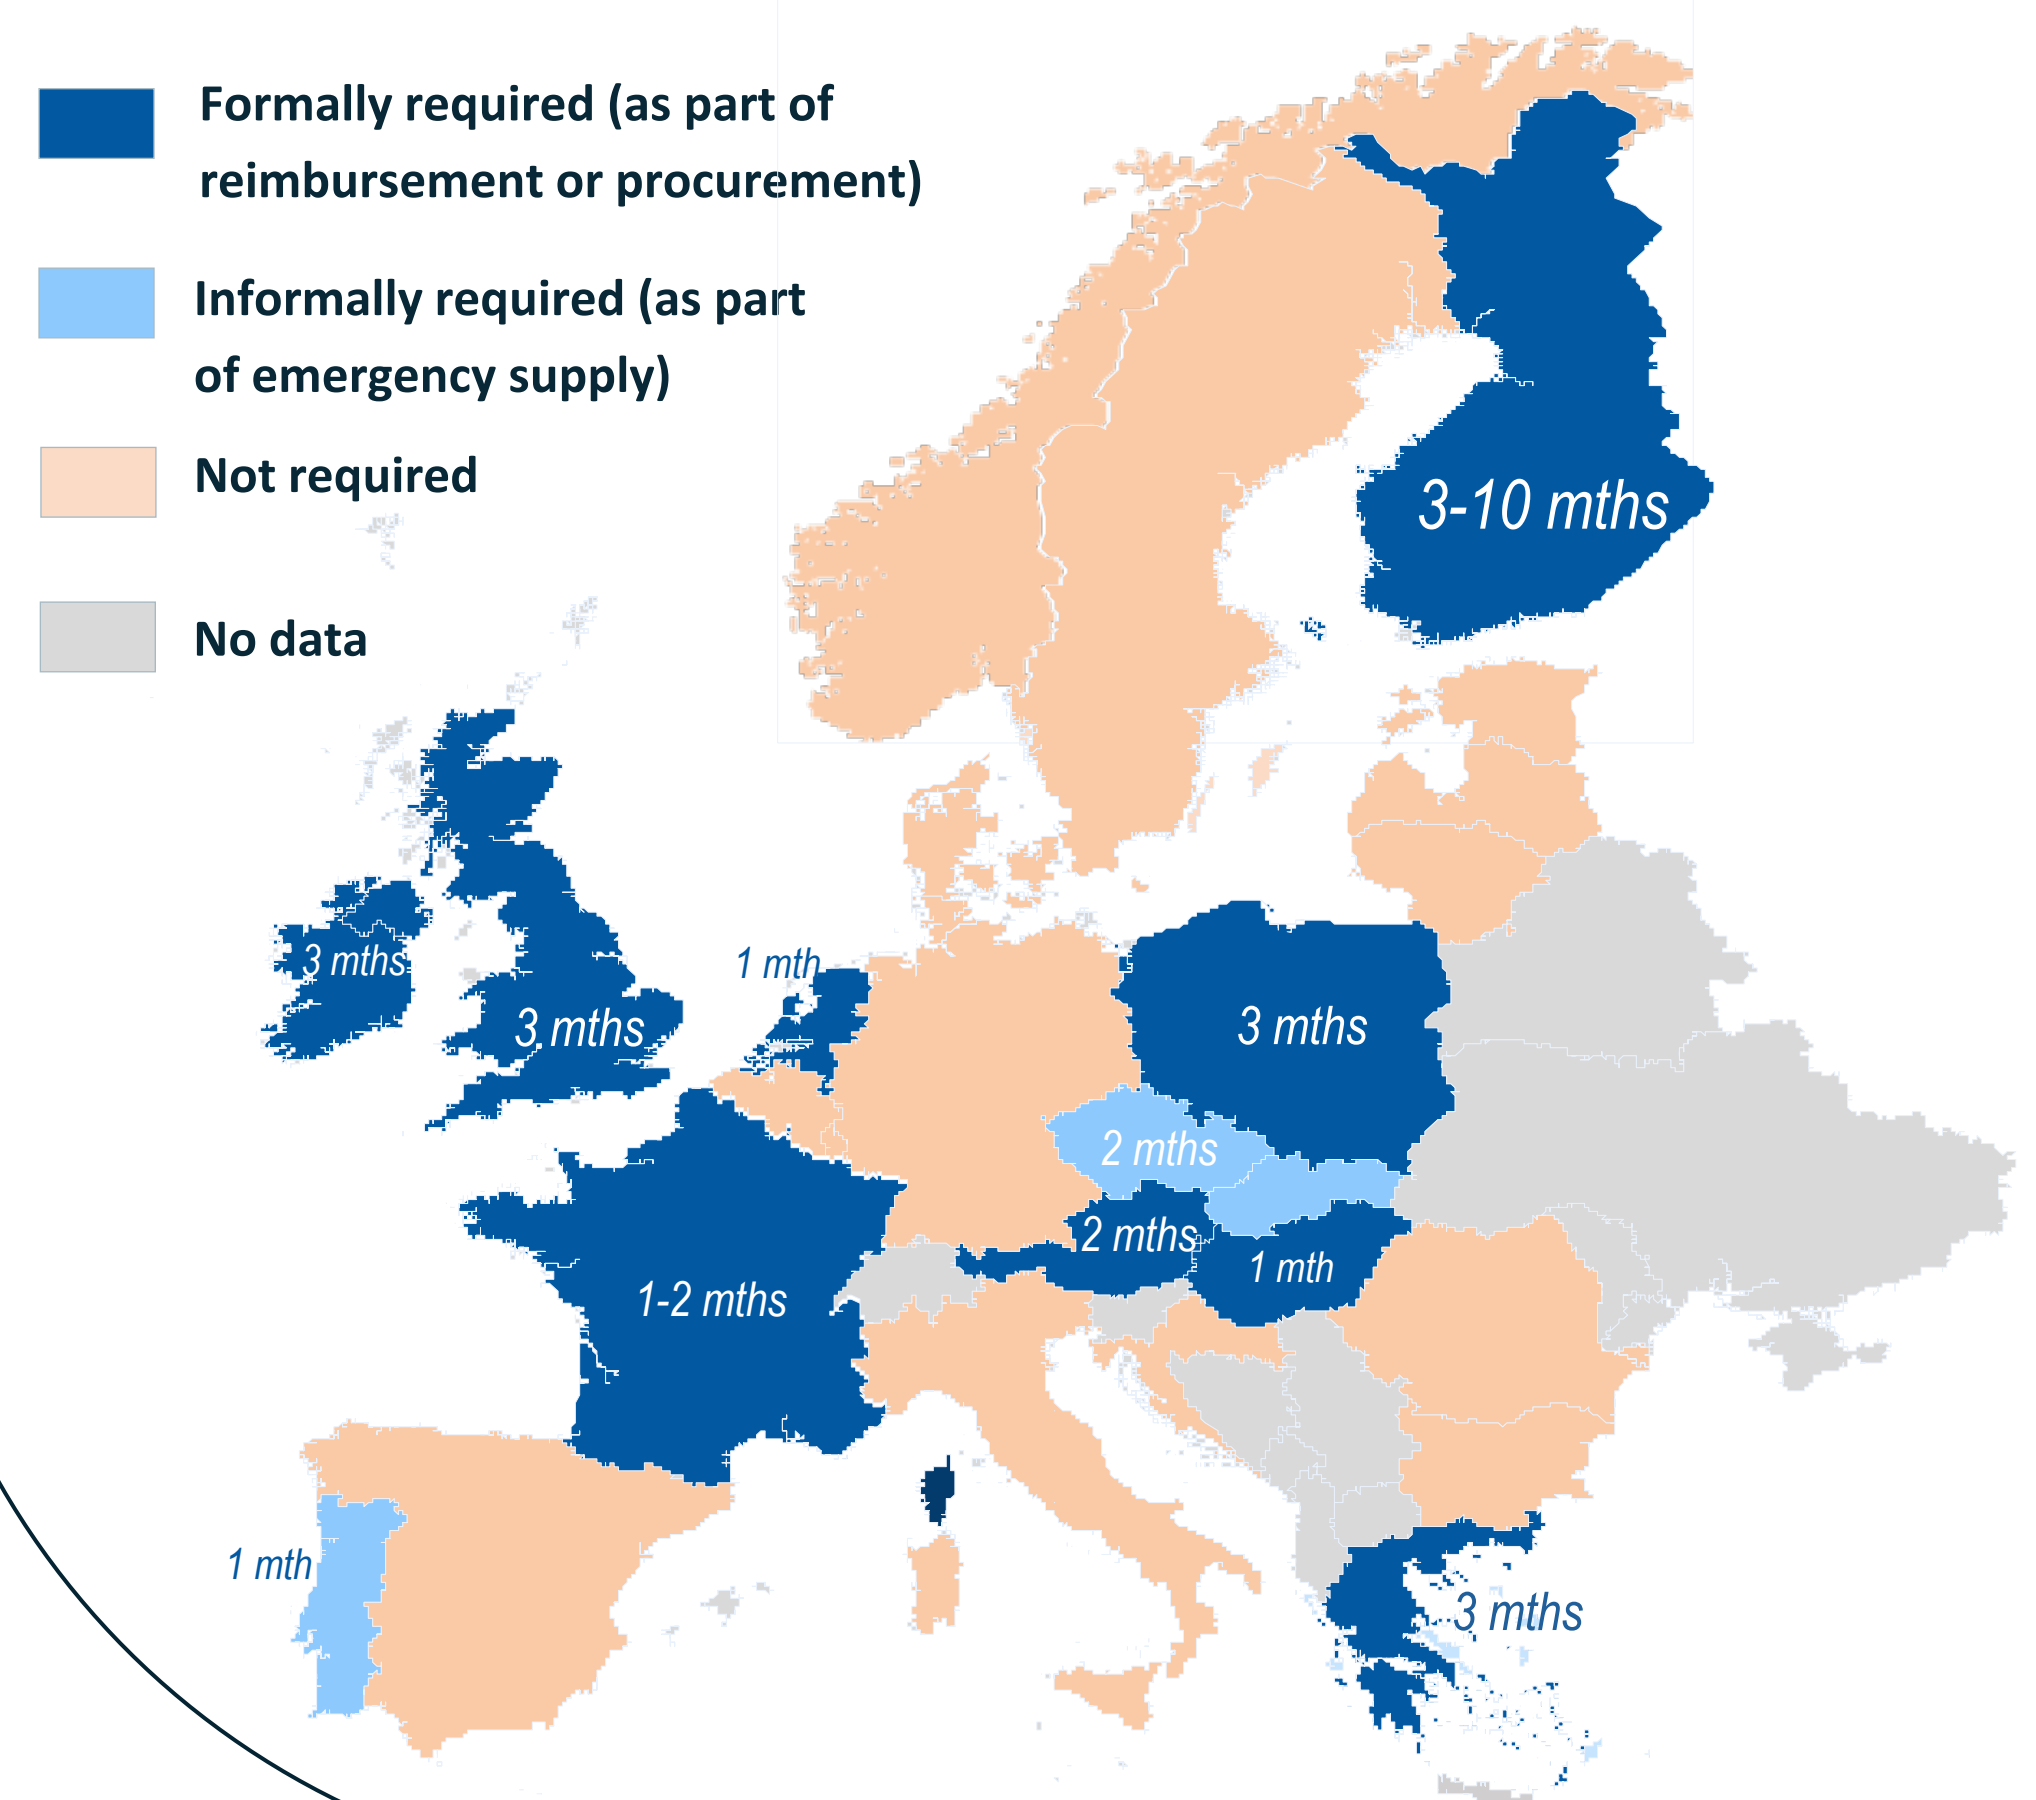 Formally required (as part of
reimbursement or procurement)
Informally required (as part
of emergency supply)
Not required
No data
3-10 mths
3 mths
1 mth
3 mths
3 mths
2 mths
2 mths
1 mth
1-2 mths
1 mth
3 mths